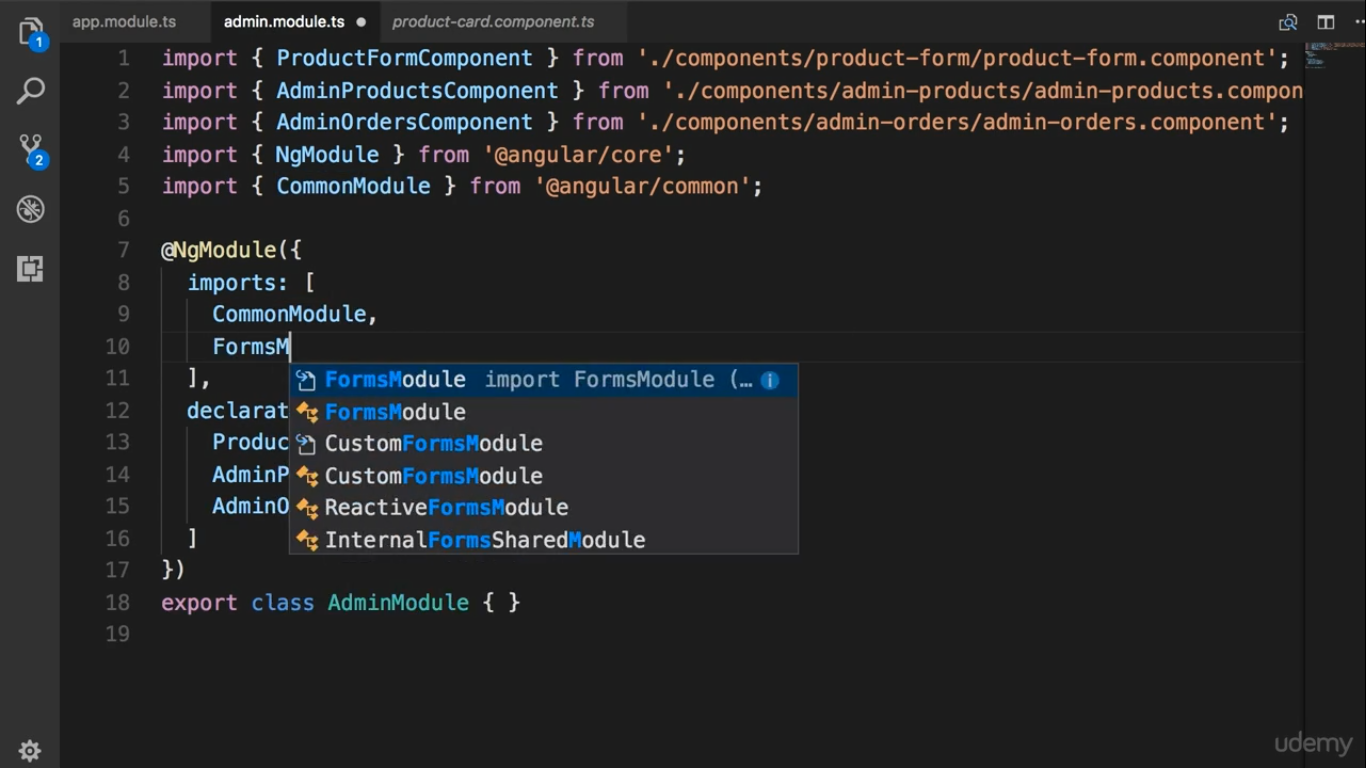 app.module.ts admin.module.ts product-card.component.ts
1 import { ProductFormComponent } from './components/product-form/product-form.component';
1
2 import { AdminProductsComponent } from './components/admin-products/admin-products.compon
3 import { AdminOrdersComponent } from './components/admin-orders/admin-orders.component';
4 import { NgModule } from '@angular/core';
2
5 import { CommonModule } from '@angular/common';
6
7 @NgModule({
8 imports: [
9 CommonModule,
10 FormsM
11 ],
FormsModule import FormsModule (…
12 declarat
FormsModule
13 Produc
CustomFormsModule
14 AdminP
CustomFormsModule
15 AdminO
ReactiveFormsModule
16 ]
InternalFormsSharedModule
17 })
18 export class AdminModule { }
19
udemy